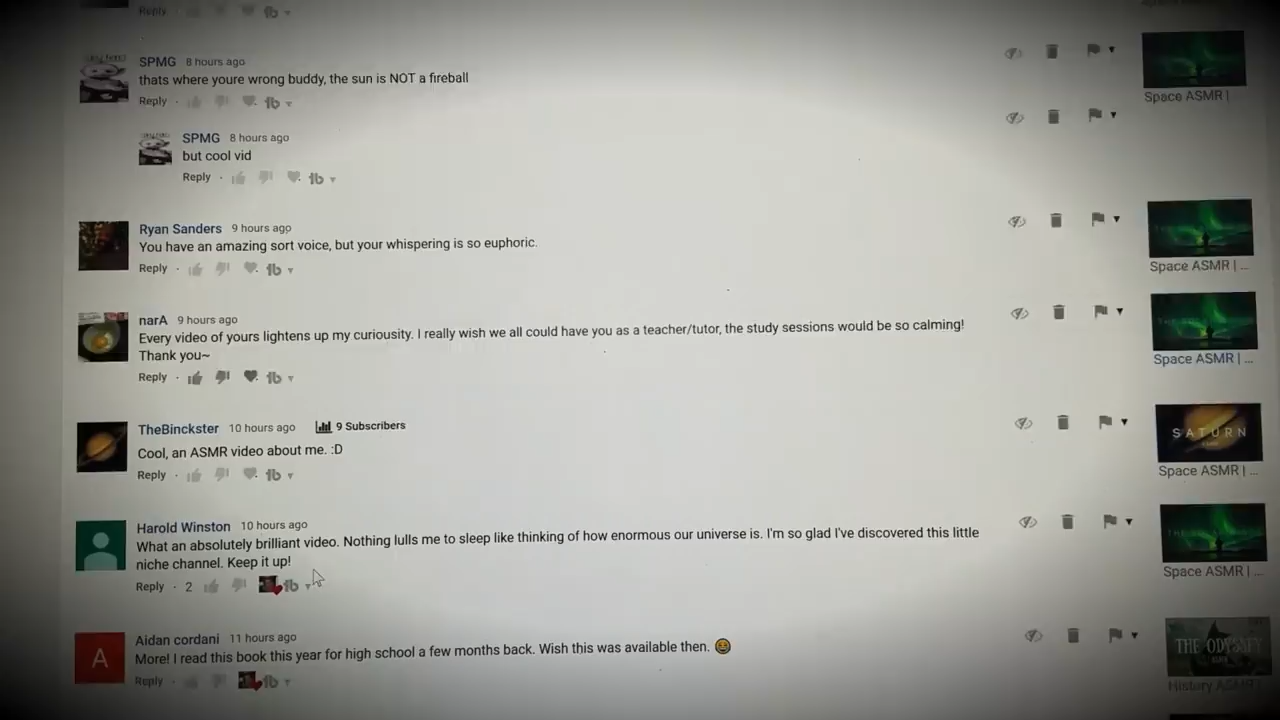 Reply
SPMG 8 hours ago
thats where youre wrong buddy, the sun is NOT a fireball
Reply
Space ASMR |
SPMG 8 hours ago
but cool vid
Reply
Ryan Sanders 9 hours ago
You have an amazing sort voice, but your whispering is so euphoric.
Reply
Space ASMR | ...
narA 9 hours ago
Every video of yours lightens up my curiousity. I really wish we all could have you as a teacher/tutor, the study sessions would be so calming!
Thank you~
Reply
Space ASMR | ...
TheBinckster 10 hours ago 9 Subscribers
Cool, an ASMR video about me. :D
Reply
SATURN
Space ASMR | ...
Harold Winston 10 hours ago
What an absolutely brilliant video. Nothing lulls me to sleep like thinking of how enormous our universe is. I'm so glad I've discovered this little
niche channel. Keep it up!
Reply · 2
Space ASMR | ...
A
Aidan cordani 11 hours ago
More! I read this book this year for high school a few months back. Wish this was available then. 😂
Reply
THE ODYSSEY
History ASMR | ...